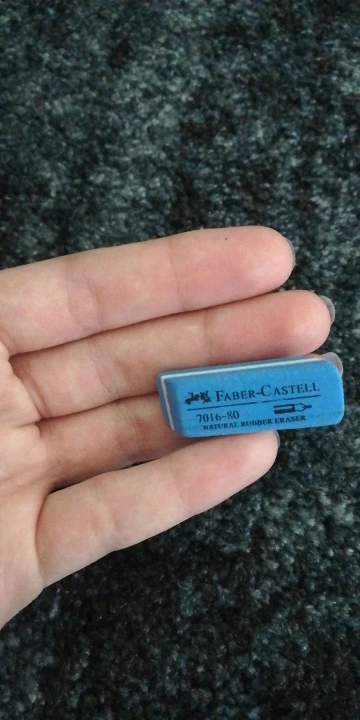 FABER-CASTELL
7016-80
NATURAL RUBBER ERASER